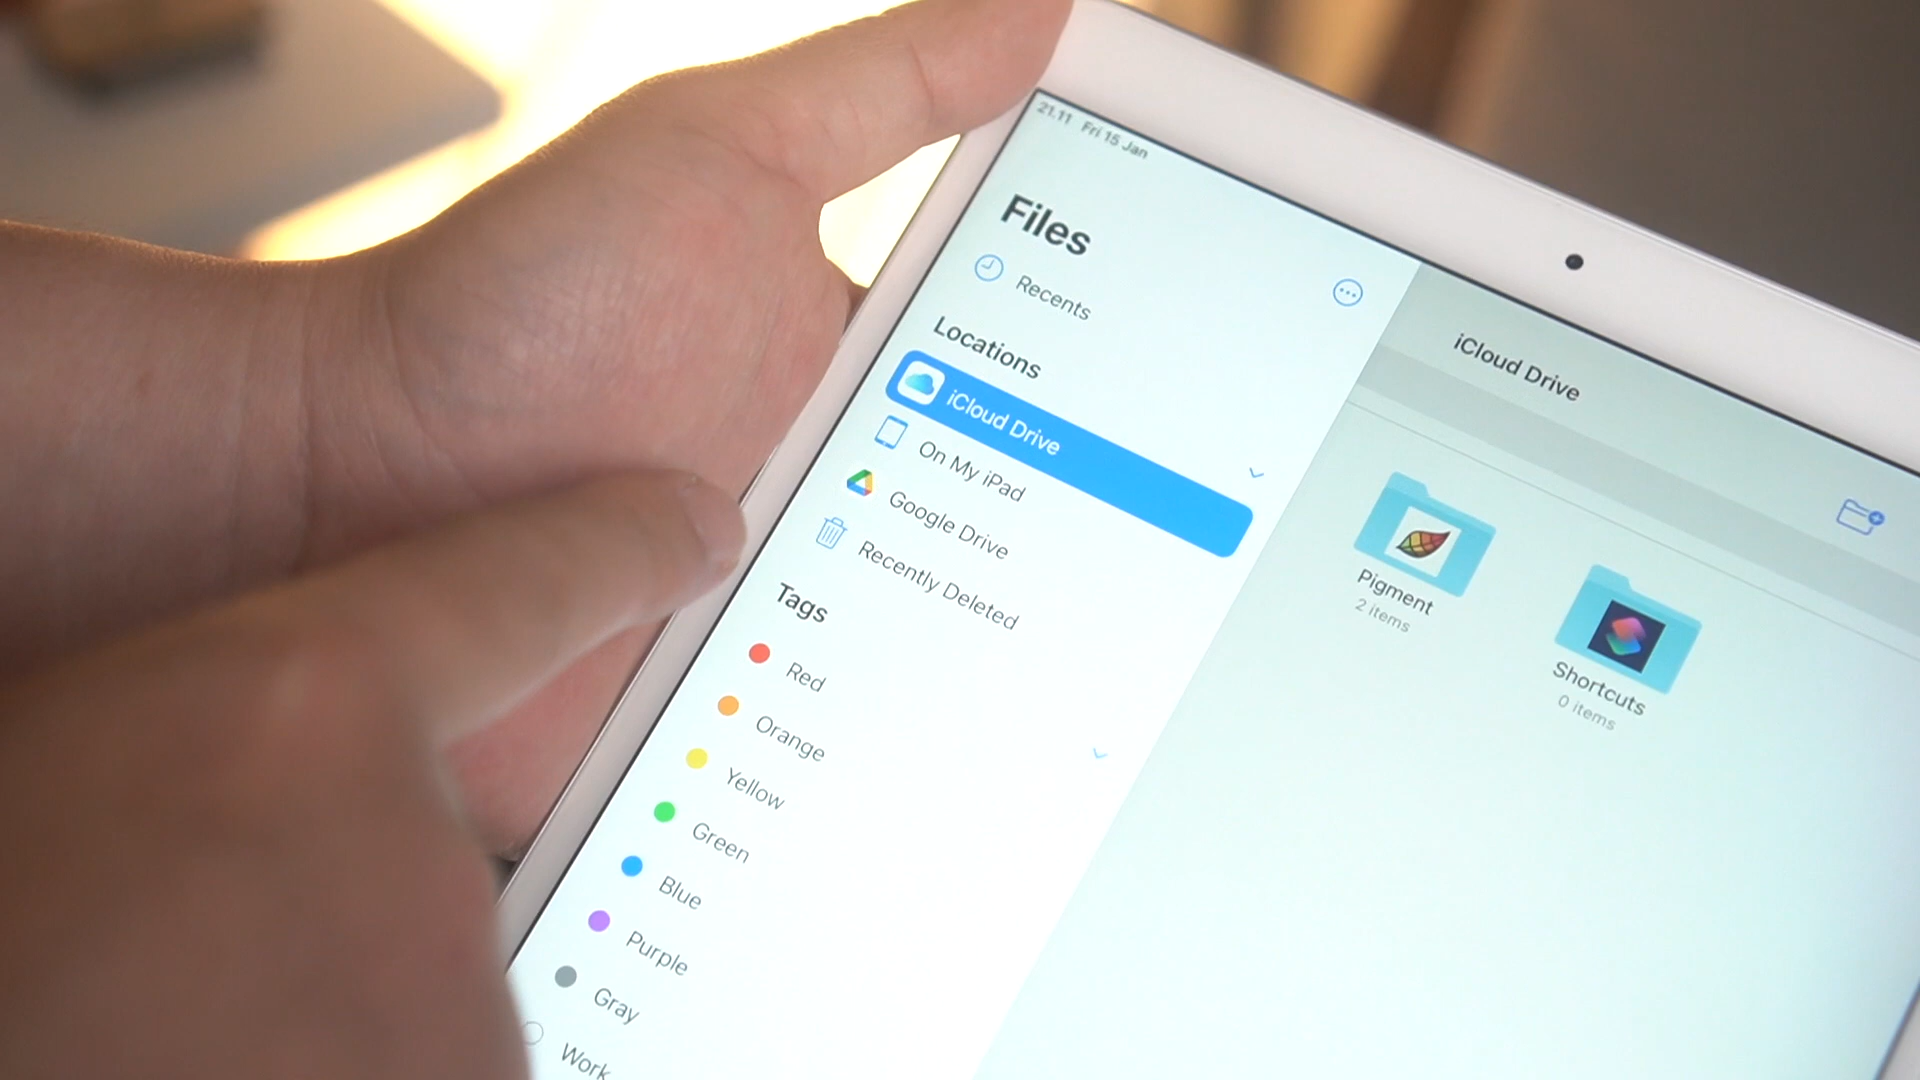 21.11 Fri 15 Jan
Files
Recents
Locations
iCloud Drive
On My iPad
Google Drive
Recently Deleted
Tags
Red
Orange
Yellow
Green
Blue
Purple
Gray
Work
iCloud Drive
Pigment
2 items
Shortcuts
0 items